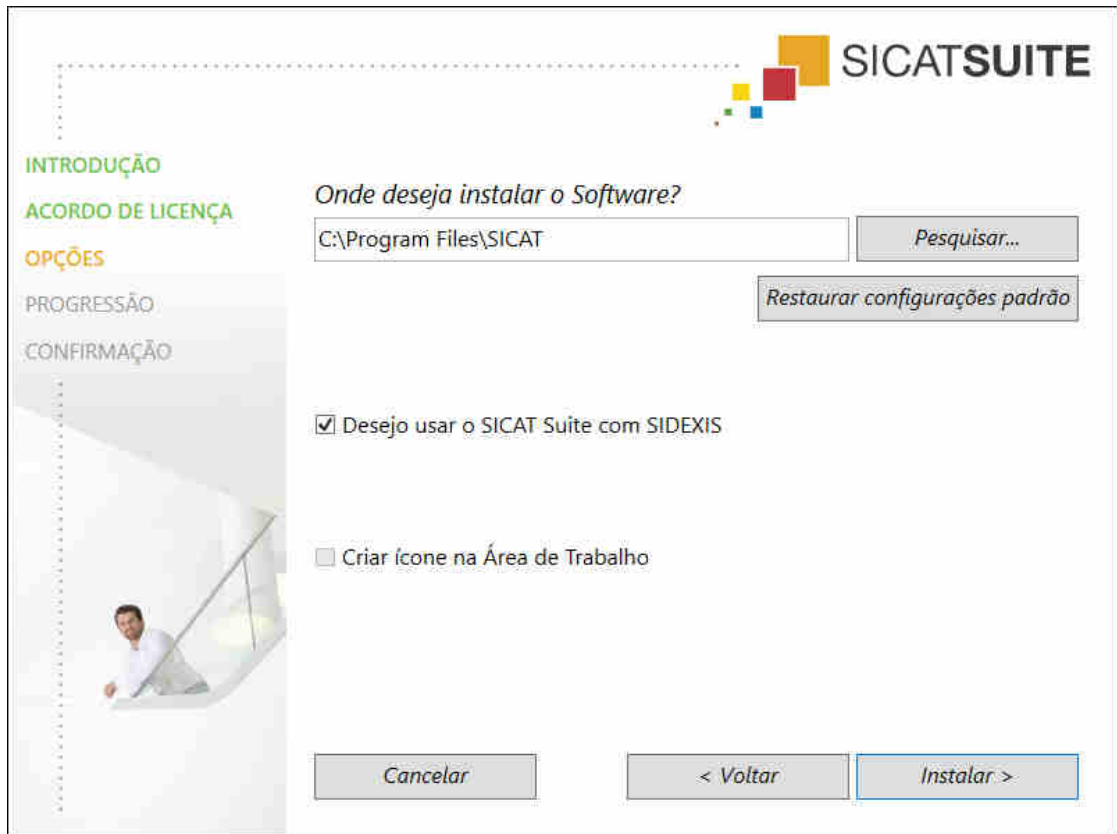 SICATSUITE
INTRODUÇÃO
ACORDO DE LICENÇA
OPÇÕES
PROGRESSÃO
CONFIRMAÇÃO
Onde deseja instalar o Software?
C:\Program Files\SICAT
Pesquisar...
Restaurar configurações padrão
Desejo usar o SICAT Suite com SIDEXIS
Criar ícone na Área de Trabalho
Cancelar
< Voltar
Instalar >